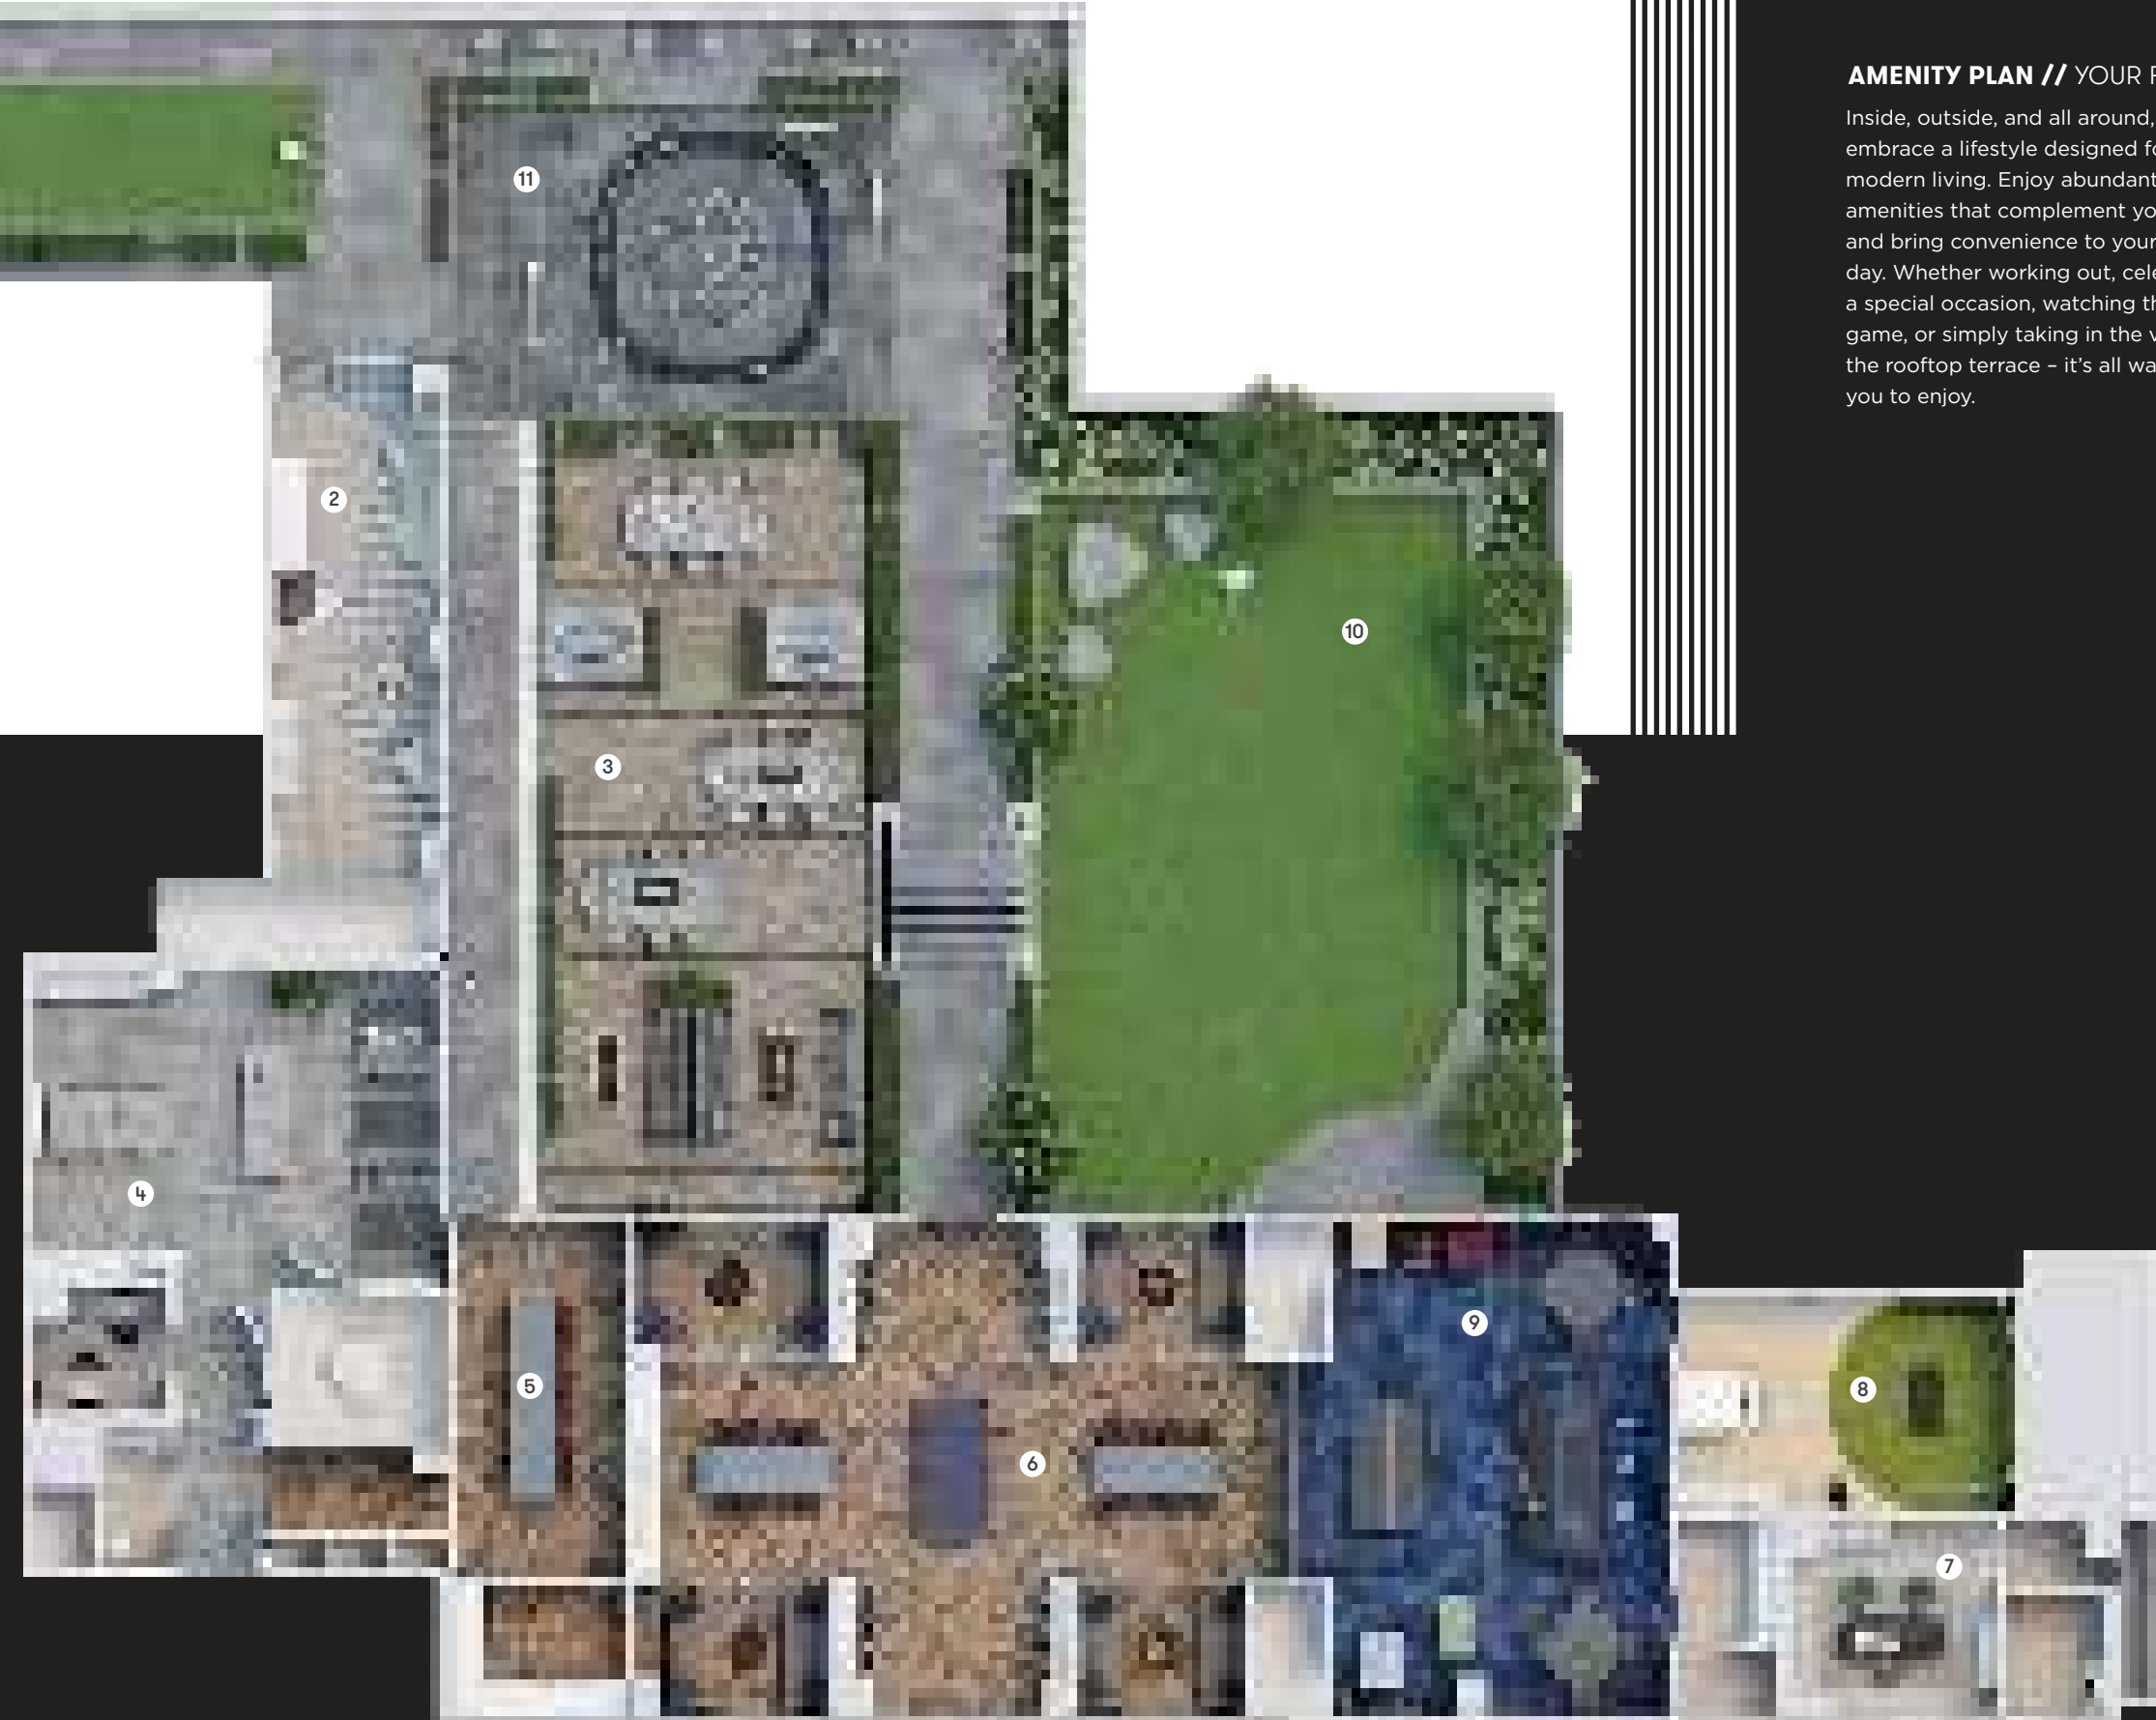 AMENITY PLAN // YOUR
Inside, outside, and all around,
embrace a lifestyle designed
modern living. Enjoy abundant
amenities that complement
and bring convenience to your
day. Whether working out,
a special occasion, watching
game, or simply taking in the
the rooftop terrace – it's all
you to enjoy.
11
2
10
3
4
9
5
8
6
7